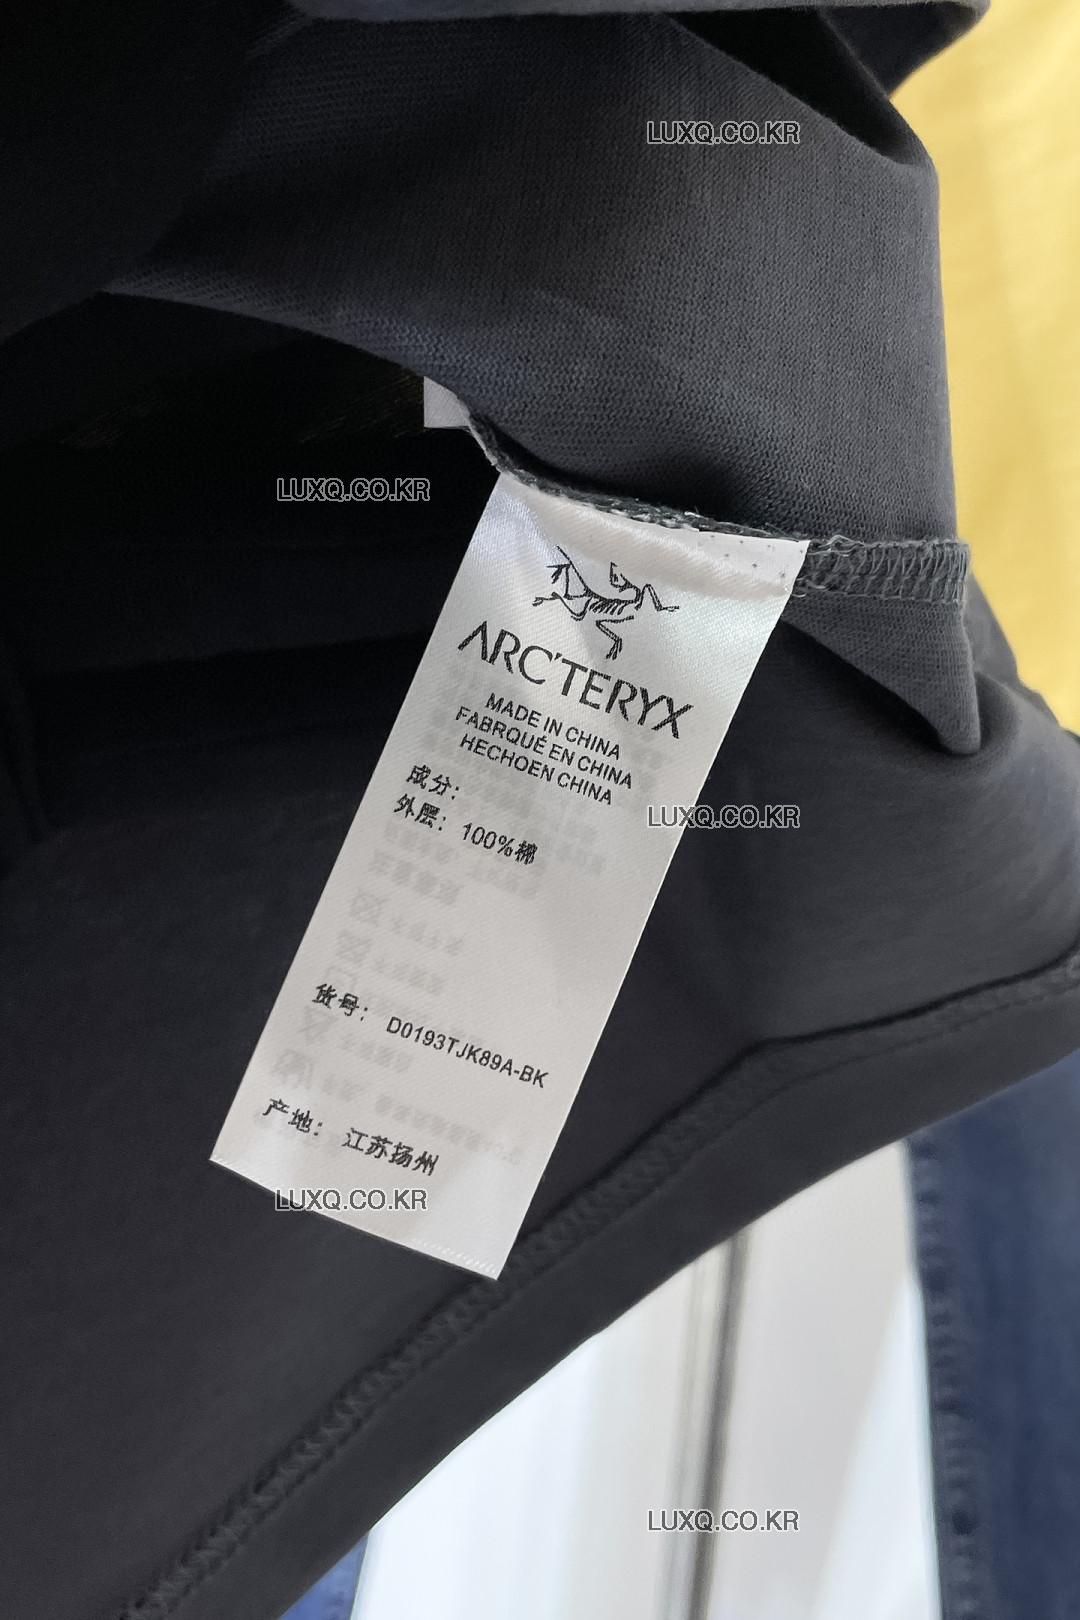 LUXQ.CO.KR
LUXQ.CO.KR
ARC'TERYX
MADE IN CHINA
FABRQUÉ EN CHINA
HECHOEN CHINA
成分:
外层: 100%棉
LUXQ.CO.KR
货号: D0193TJK89A-BK
产地: 江苏扬州
LUXQ.CO.KR
LUXQ.CO.KR